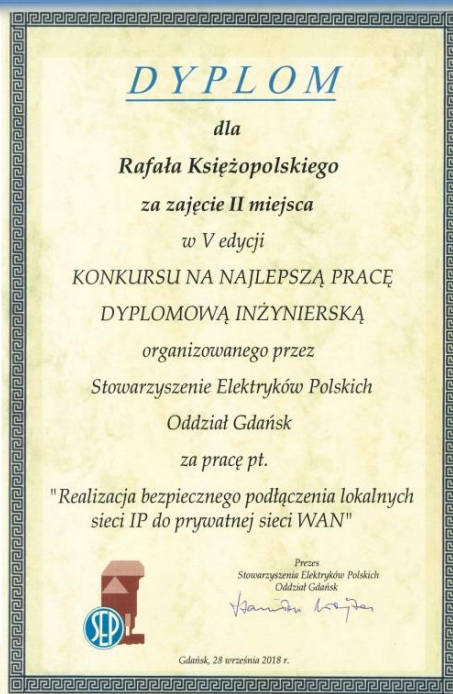 DYPLOM
dla
Rafała Księżopolskiego
za zajęcie II miejsca
w V edycji
KONKURSU NA NAJLEPSZĄ PRACĘ
DYPLOMOWĄ INŻYNIERSKĄ
organizowanego przez
Stowarzyszenie Elektryków Polskich
Oddział Gdańsk
za pracę pt.
"Realizacja bezpiecznego podłączenia lokalnych
sieci IP do prywatnej sieci WAN"
Prezes
Stowarzyszenia Elektryków Polskich
Oddział Gdańsk
SEP
Gdańsk, 28 września 2018 r.